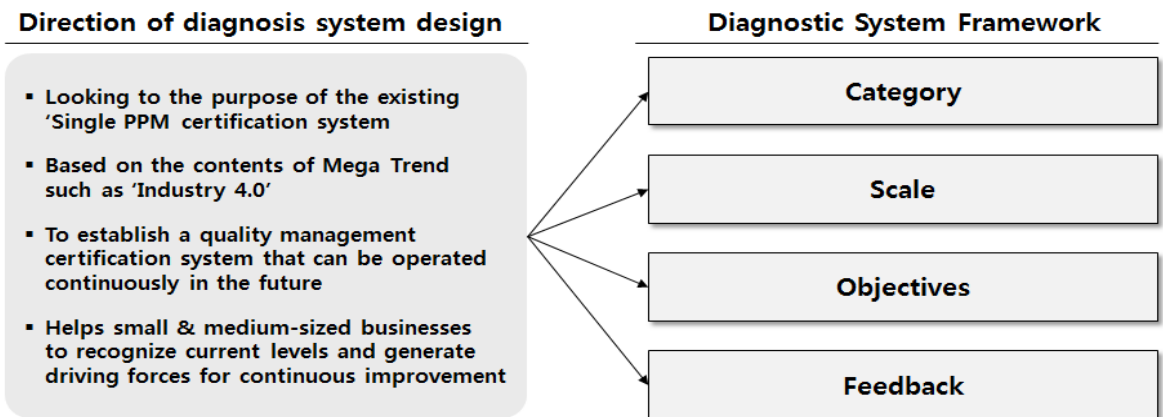 Direction of diagnosis system design
▪ Looking to the purpose of the existing
‘Single PPM certification system
▪ Based on the contents of Mega Trend
such as ‘Industry 4.0’
▪ To establish a quality management
certification system that can be operated
continuously in the future
▪ Helps small & medium-sized businesses
to recognize current levels and generate
driving forces for continuous improvement
Diagnostic System Framework
Category
Scale
Objectives
Feedback